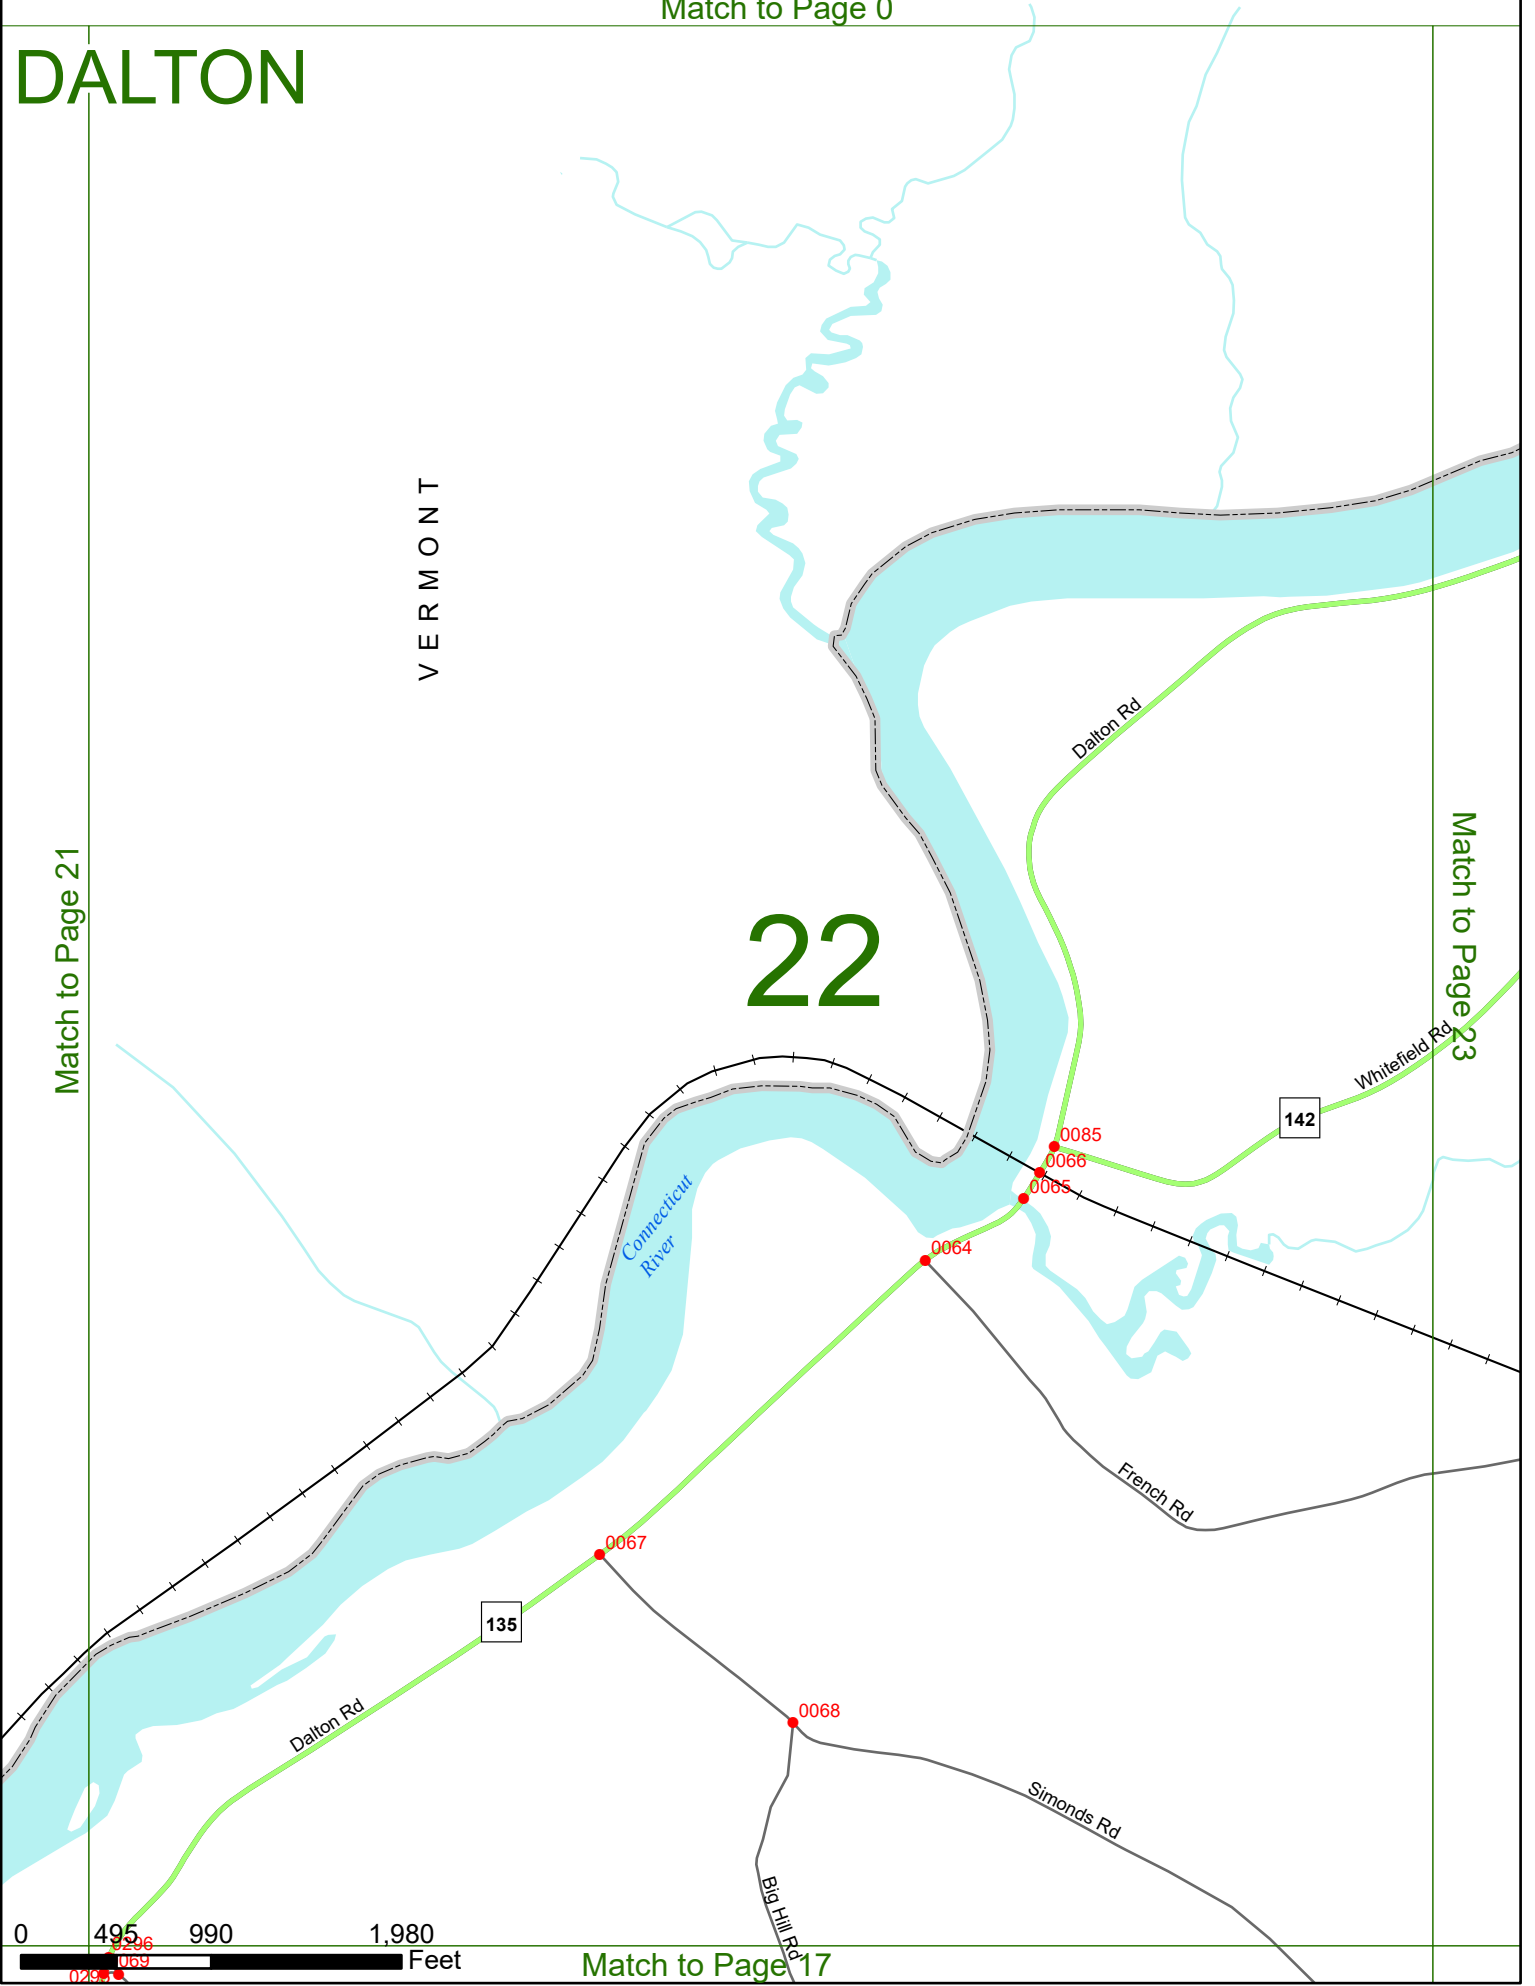 Match to Page 0
DALTON
VERMONT
Dalton Rd
Match to Page 21
Match to Page 23
22
Whitefield Rd
142
0085
0066
0065
Connecticut
River
0064
French Rd
0067
135
0068
Dalton Rd
Simonds Rd
Big Hill Rd
0 495 990 1,980
Feet
0296
069
Match to Page 17